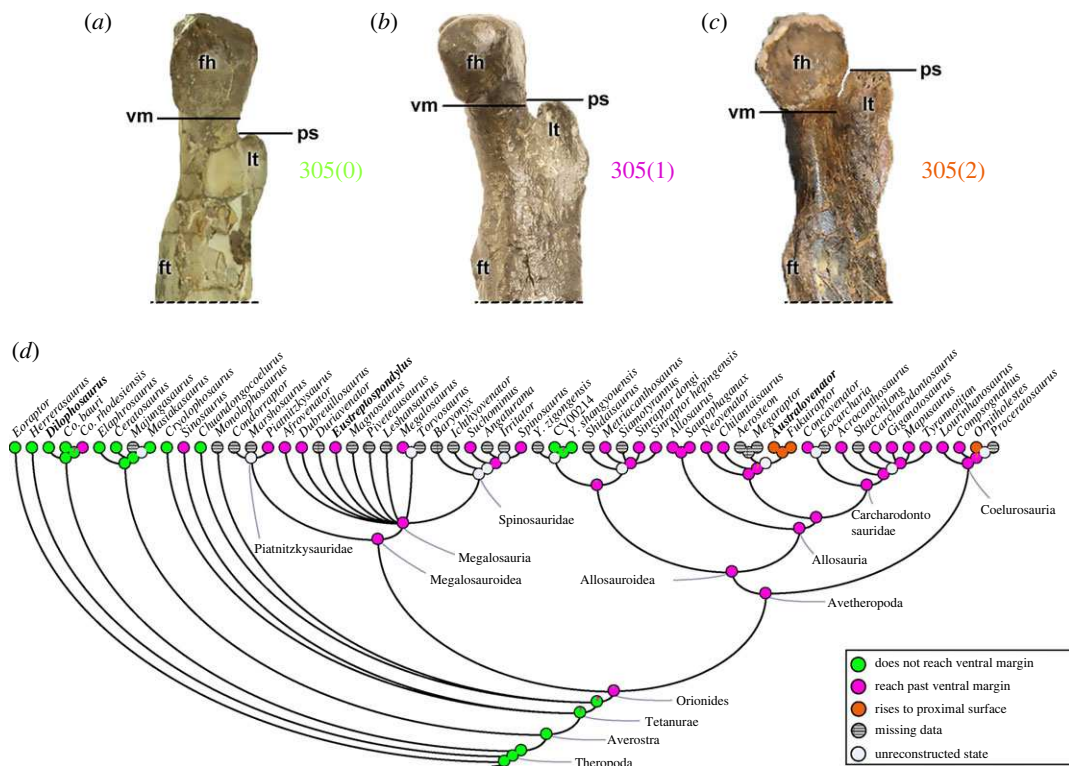 (a)
fh
vm
ps
lt
305(0)
ft
(b)
fh
vm
ps
lt
305(1)
ft
(c)
fh
ps
lt
vm
305(2)
ft
(d)
Eoraptor
Herrerasaurus
Dilophosaurus
Co. bauri
Co. rhodesiensis
Elaphrosaurus
Ceratosaurus
Majungasaurus
Masiakasaurus
Cryolophosaurus
Sinosaurus
Chuandongocoelurus
Monolophosaurus
Condorraptor
Marshosaurus
Piatnitzkysaurus
Afrovenator
Dubreuillosaurus
Duriavenator
Eustreptospondylus
Magnosaurus
Piveteausaurus
Leshansaurus
Megalosaurus
Torvosaurus
Baryonyx
Ichthyovenator
Suchomimus
Angaturama
Irritator
Spinosaurus
'S.' zigongensis
CV00214
Y. shangyouensis
Shidaisaurus
Metriacanthosaurus
Siamotyrannus
Sinraptor dongi
Sinraptor hepingensis
Allosaurus
Saurophaganax
Neovenator
Chilantaisaurus
Aerosteon
Megaraptor
Australovenator
Fukuiraptor
Concavenator
Eocarcharia
Acrocanthosaurus
Shaochilong
Carcharodontosaurus
Giganotosaurus
Mapusaurus
Tyrannotitan
Lourinhanosaurus
Compsognathus
Ornitholestes
Proceratosaurus
Piatnitzkysauridae
Spinosauridae
Carcharodonto
sauridae
Coelurosauria
Megalosauria
Megalosauroidea
Allosauria
Allosauroidea
Avetheropoda
Orionides
Tetanurae
Averostra
Theropoda
does not reach ventral margin
reach past ventral margin
rises to proximal surface
missing data
unreconstructed state